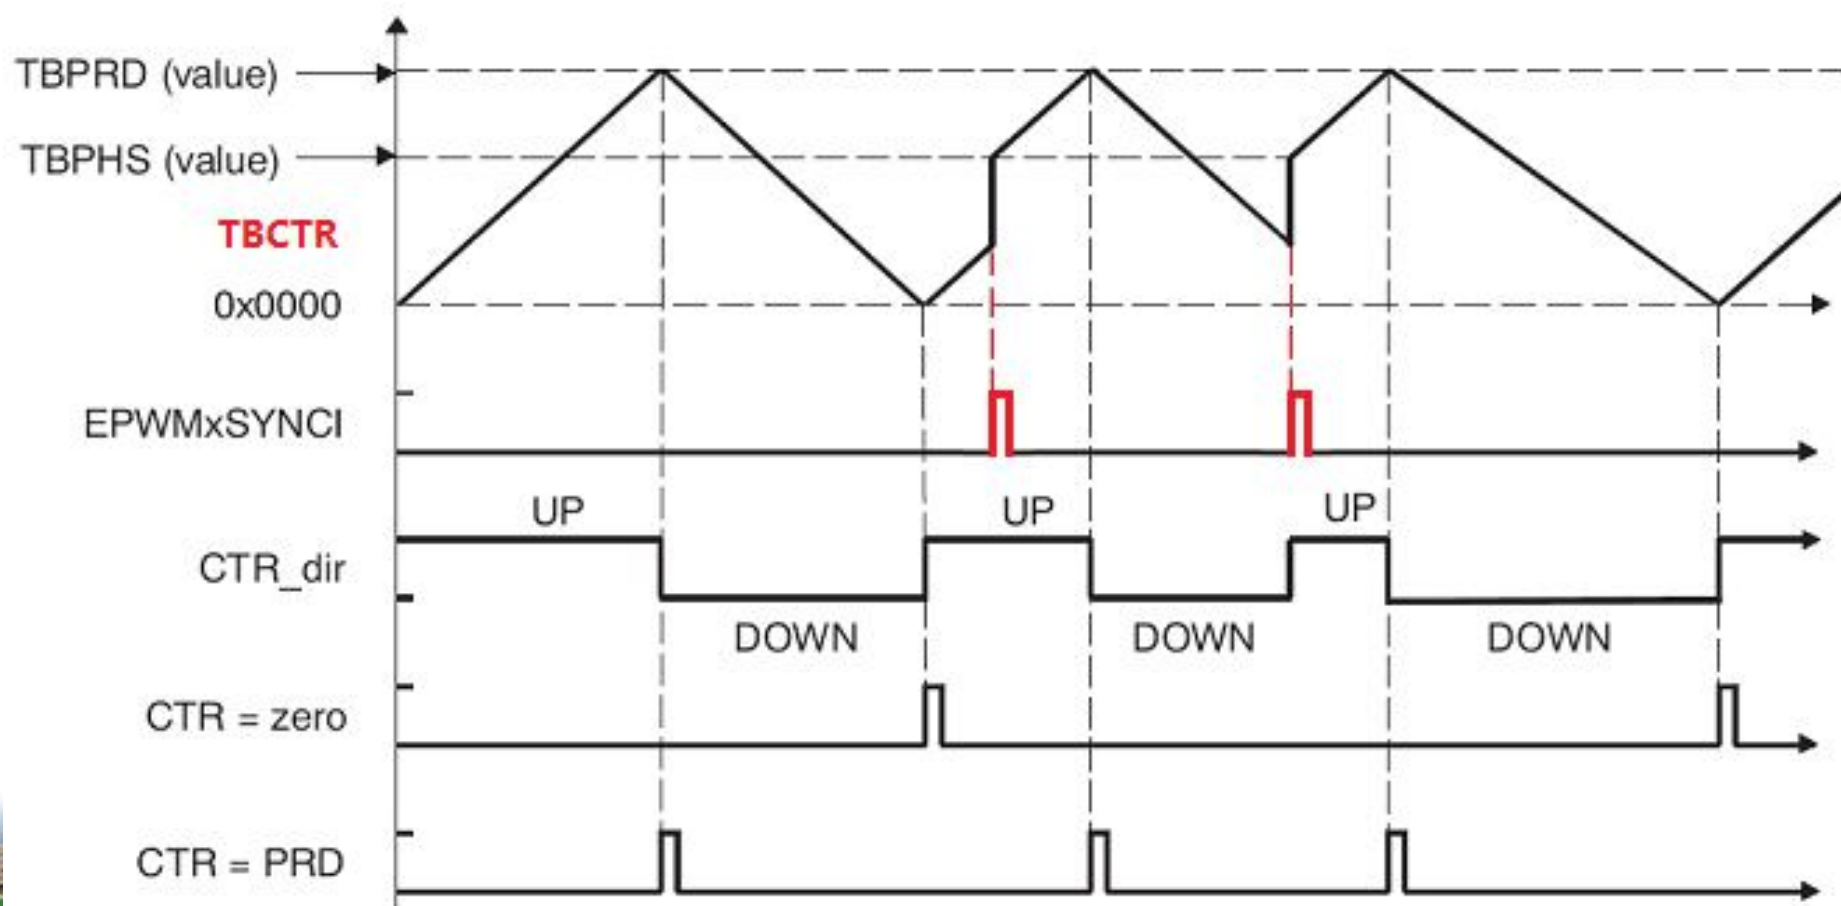 TBPRD (value)
TBPHS (value)
TBCTR
0x0000
EPWMxSYNCI
UP UP UP
CTR_dir
DOWN DOWN DOWN
CTR = zero
CTR = PRD